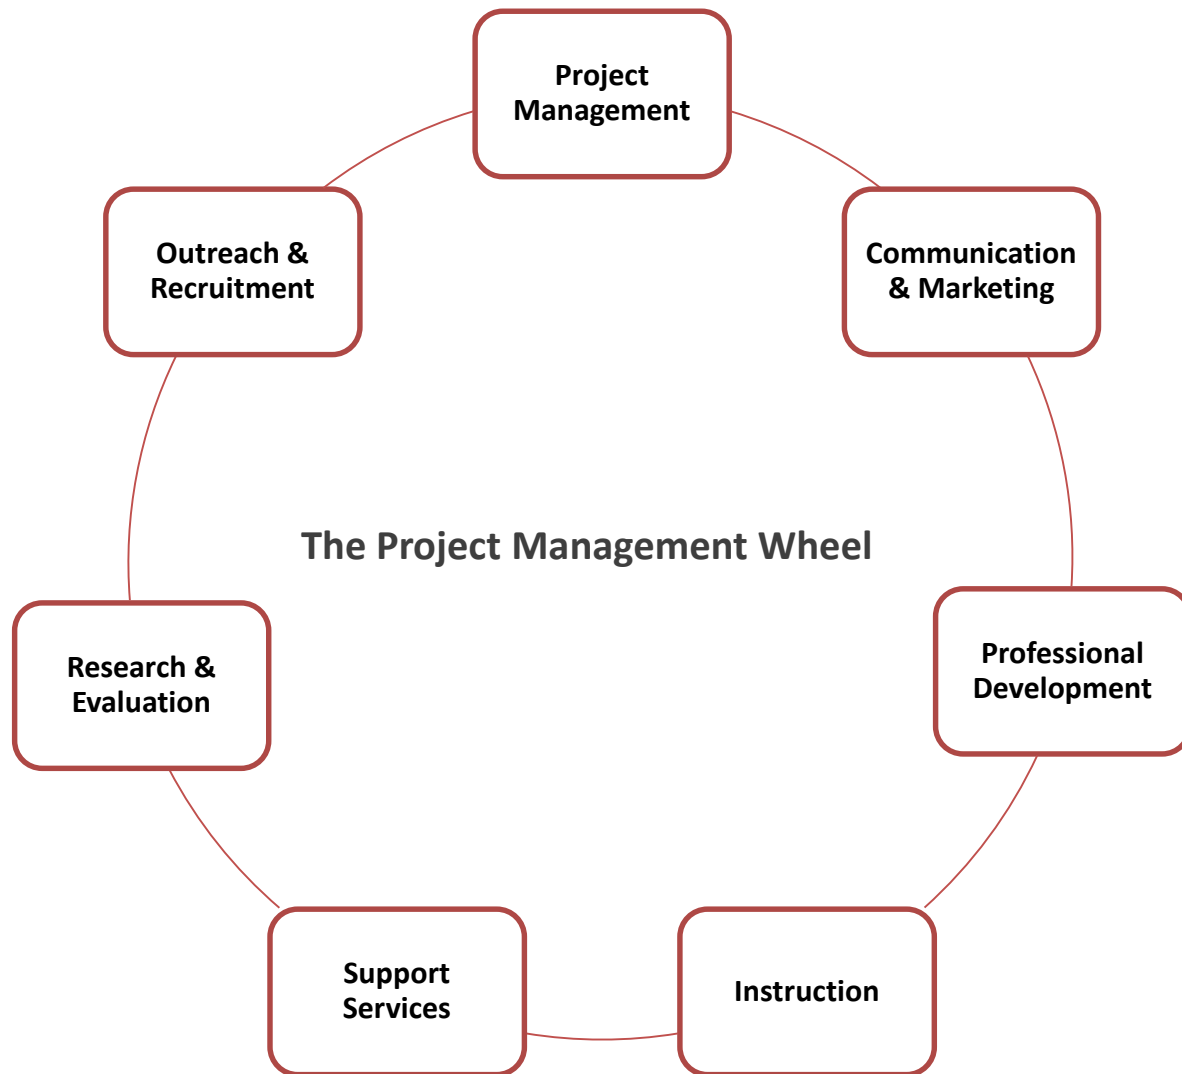 Project
Management
Communication
& Marketing
Professional
Development
Instruction
Support
Services
Research &
Evaluation
Outreach &
Recruitment
The Project Management Wheel